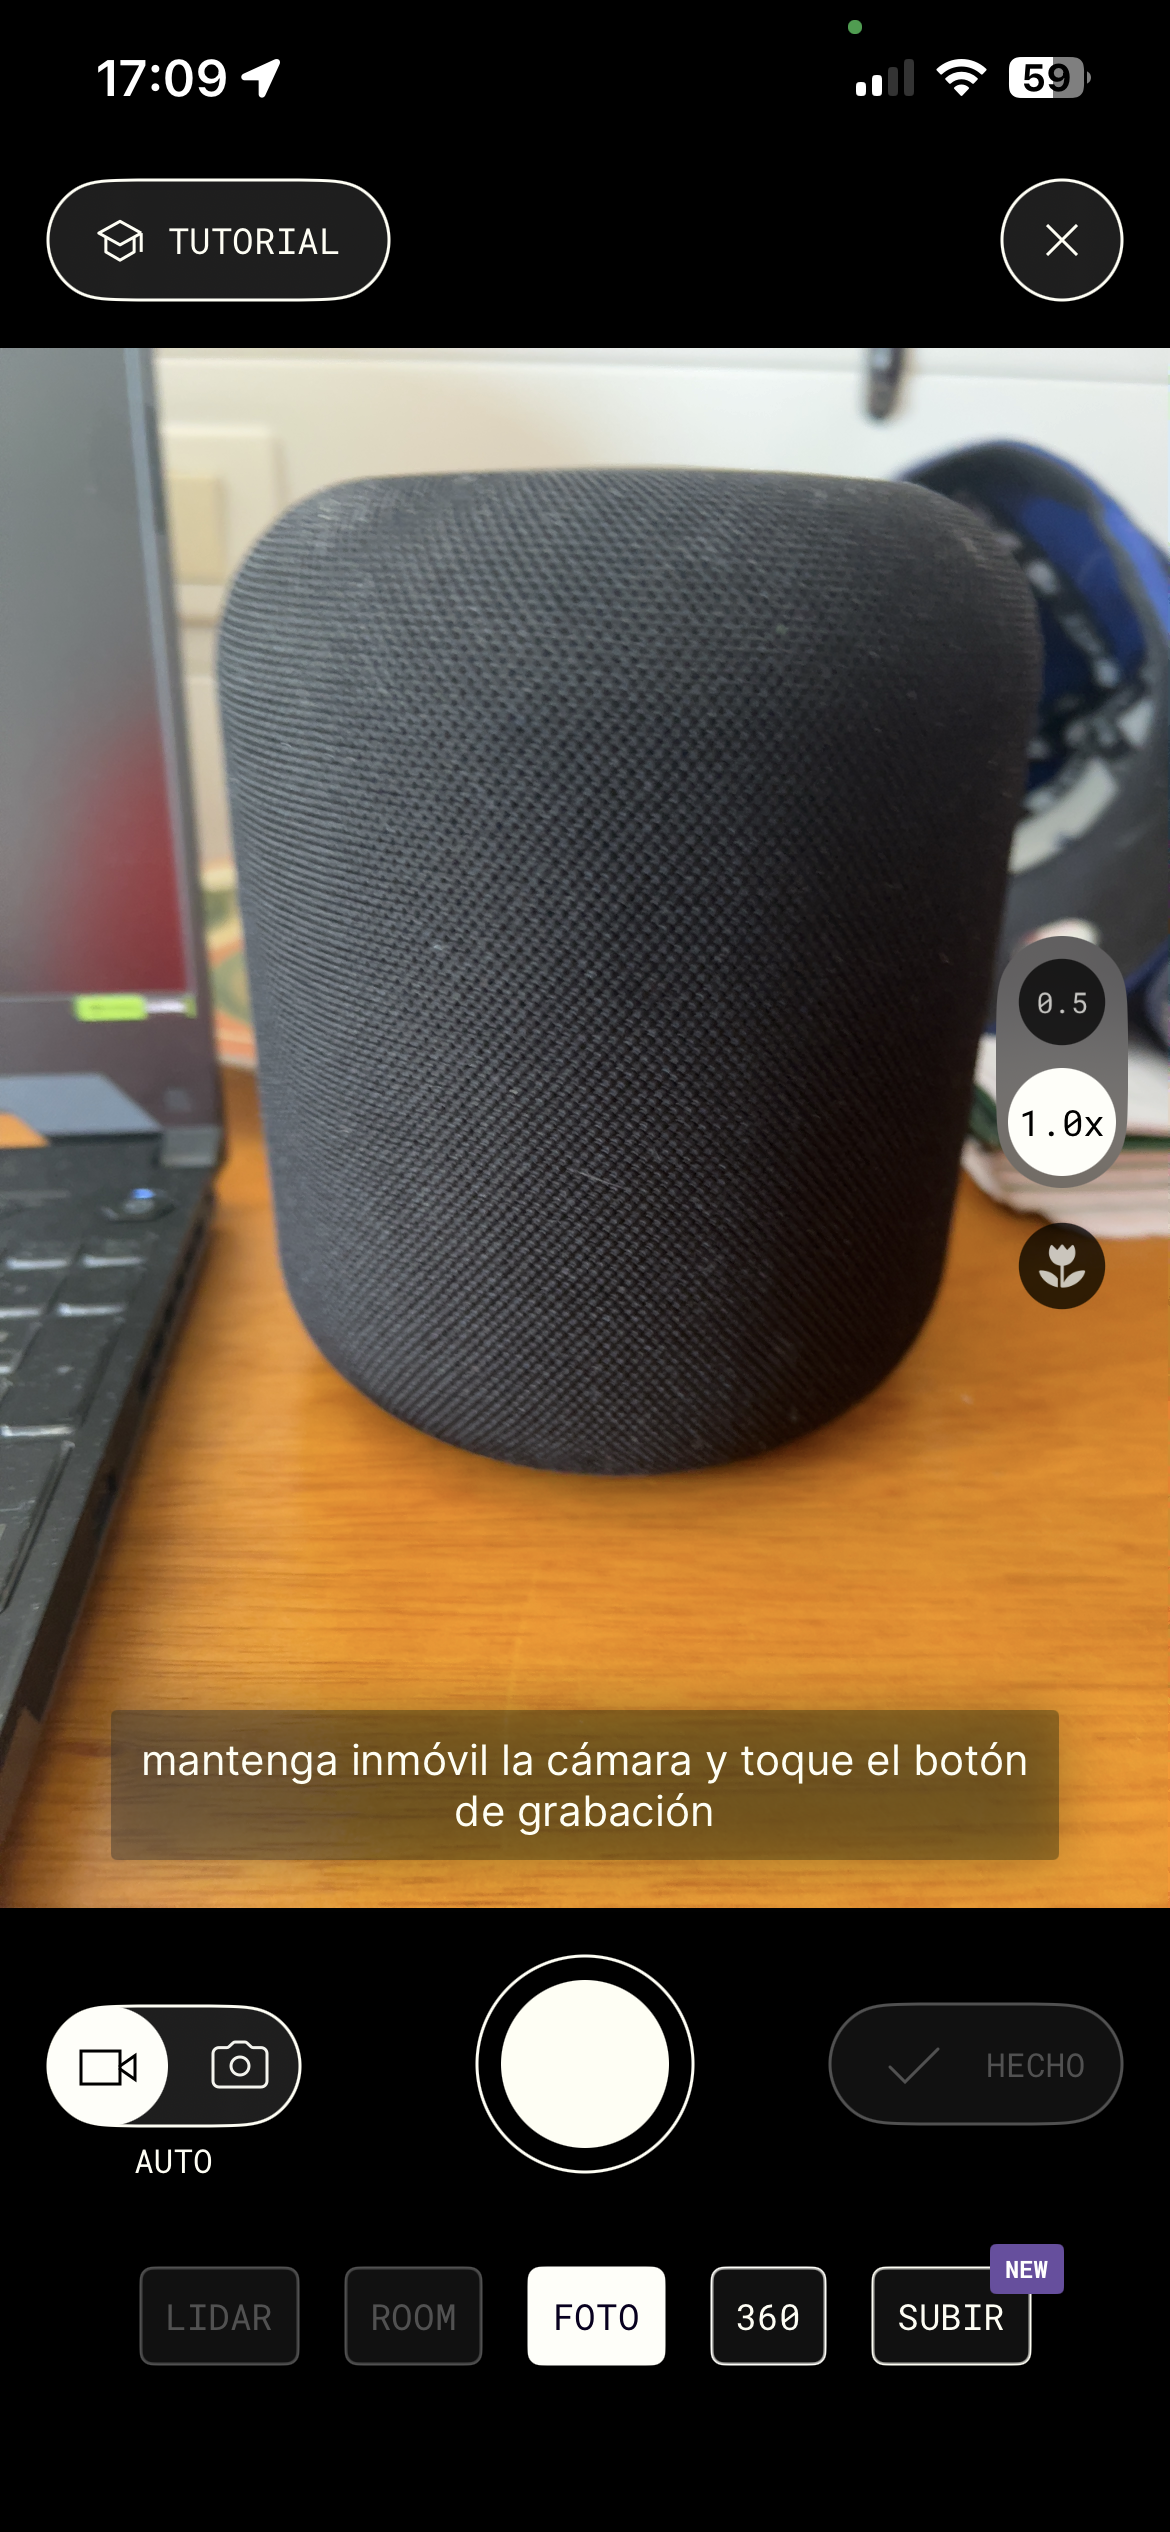 17:09
59
TUTORIAL
0.5
1.0x
mantenga inmóvil la cámara y toque el botón
de grabación
HECHO
AUTO
NEW
LIDAR
ROOM
FOTO
360
SUBIR